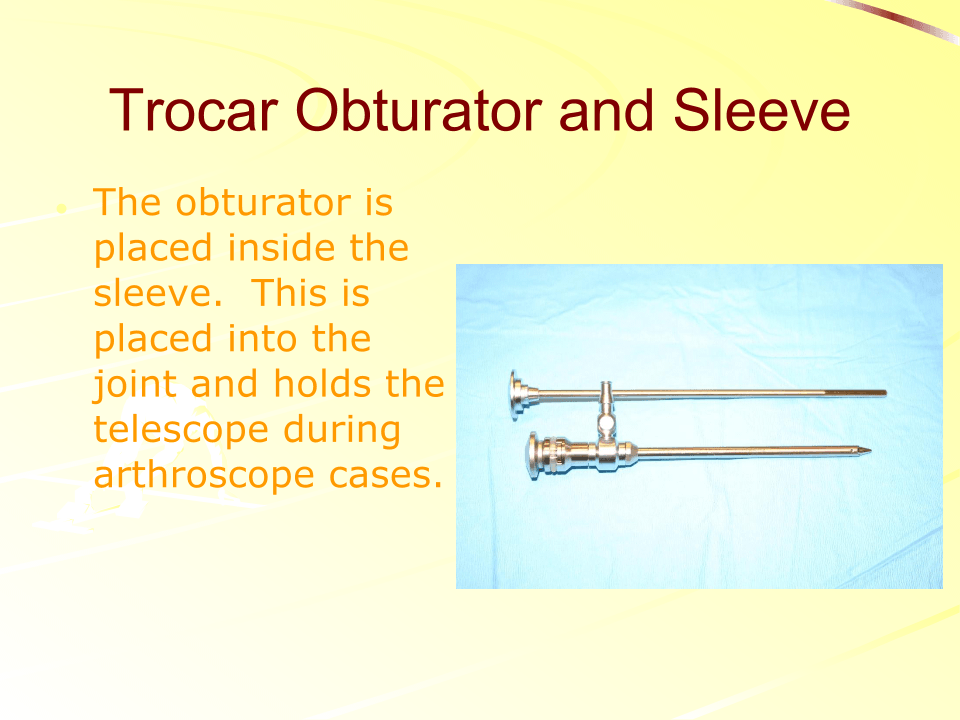 Trocar Obturator and Sleeve
• The obturator is
placed inside the
sleeve.  This is
placed into the
joint and holds the
telescope during
arthroscope cases.